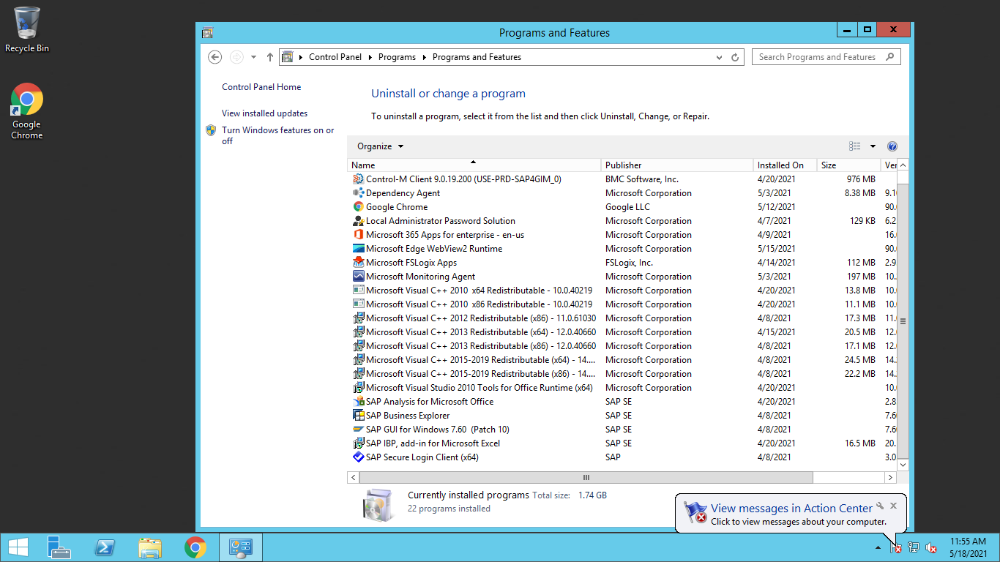 Recycle Bin
Google
Chrome
Programs and Features
Control Panel Programs Programs and Features
Search Programs and Features
Control Panel Home
View installed updates
Turn Windows features on or
off
Uninstall or change a program
To uninstall a program, select it from the list and then click Uninstall, Change, or Repair.
Organize
Name Publisher Installed On Size Ver
Control-M Client 9.0.19.200 (USE-PRD-SAP4GIM_0) BMC Software, Inc. 4/20/2021 976 MB
Dependency Agent Microsoft Corporation 5/3/2021 8.38 MB 9.1
Google Chrome Google LLC 5/12/2021 90.
Local Administrator Password Solution Microsoft Corporation 4/7/2021 129 KB 6.2
Microsoft 365 Apps for enterprise - en-us Microsoft Corporation 4/9/2021 16.
Microsoft Edge WebView2 Runtime Microsoft Corporation 5/15/2021 90.
Microsoft FSLogix Apps FSLogix, Inc. 4/14/2021 112 MB 2.9
Microsoft Monitoring Agent Microsoft Corporation 5/3/2021 197 MB 10.
Microsoft Visual C++ 2010 x64 Redistributable - 10.0.40219 Microsoft Corporation 4/20/2021 13.8 MB 10.
Microsoft Visual C++ 2010 x86 Redistributable - 10.0.40219 Microsoft Corporation 4/20/2021 11.1 MB 10.
Microsoft Visual C++ 2012 Redistributable (x86) - 11.0.61030 Microsoft Corporation 4/8/2021 17.3 MB 11.
Microsoft Visual C++ 2013 Redistributable (x64) - 12.0.40660 Microsoft Corporation 4/15/2021 20.5 MB 12.
Microsoft Visual C++ 2013 Redistributable (x86) - 12.0.40660 Microsoft Corporation 4/8/2021 17.1 MB 12.
Microsoft Visual C++ 2015-2019 Redistributable (x64) - 14.... Microsoft Corporation 4/8/2021 24.5 MB 14.
Microsoft Visual C++ 2015-2019 Redistributable (x86) - 14.... Microsoft Corporation 4/8/2021 22.2 MB 14.
Microsoft Visual Studio 2010 Tools for Office Runtime (x64) Microsoft Corporation 4/20/2021 10.
SAP Analysis for Microsoft Office SAP SE 4/20/2021 2.8
SAP Business Explorer SAP SE 4/8/2021 7.6
SAP GUI for Windows 7.60 (Patch 10) SAP SE 4/8/2021 7.6
SAP IBP, add-in for Microsoft Excel SAP SE 4/20/2021 16.5 MB 20.
SAP Secure Login Client (x64) SAP 4/8/2021 3.0
Currently installed programs Total size: 1.74 GB
22 programs installed
View messages in Action Center
Click to view messages about your computer.
11:55 AM
5/18/2021